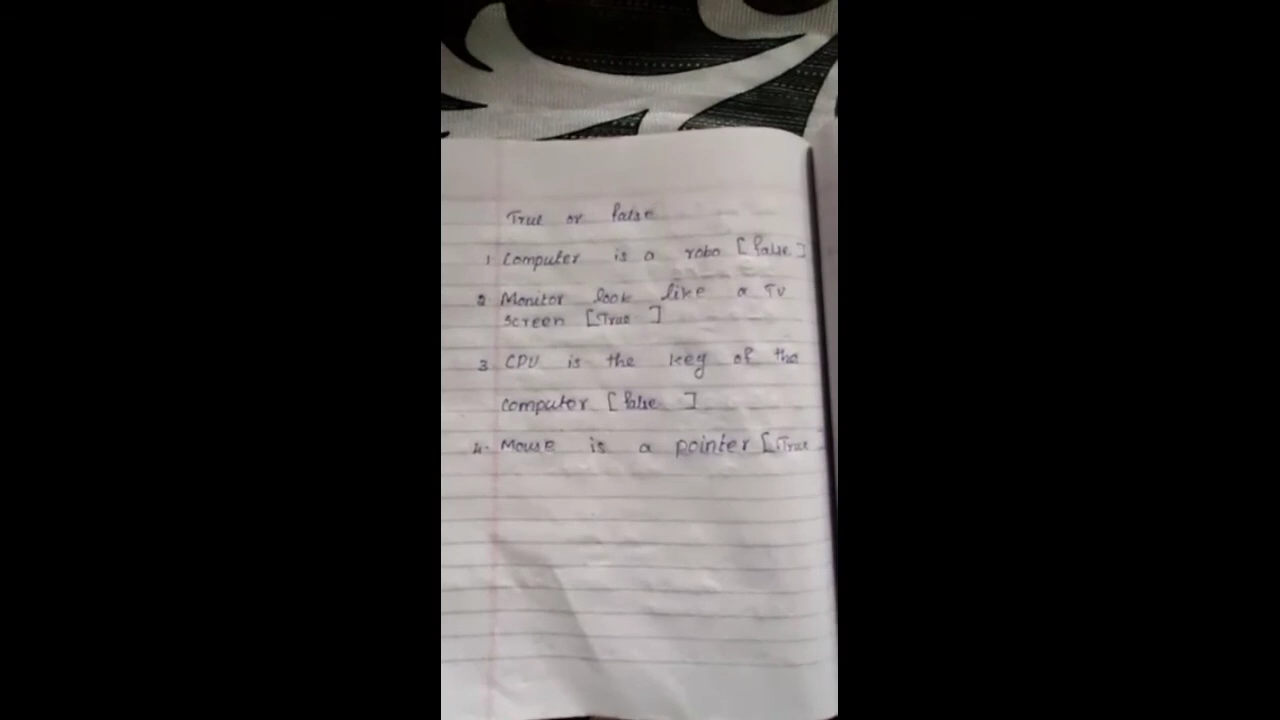 True or false
1 Computer is a robo [false]
2 Monitor look like a TV
screen [True ]
3 CPU is the key of the
computor [false ]
4. Mouse is a pointer [True